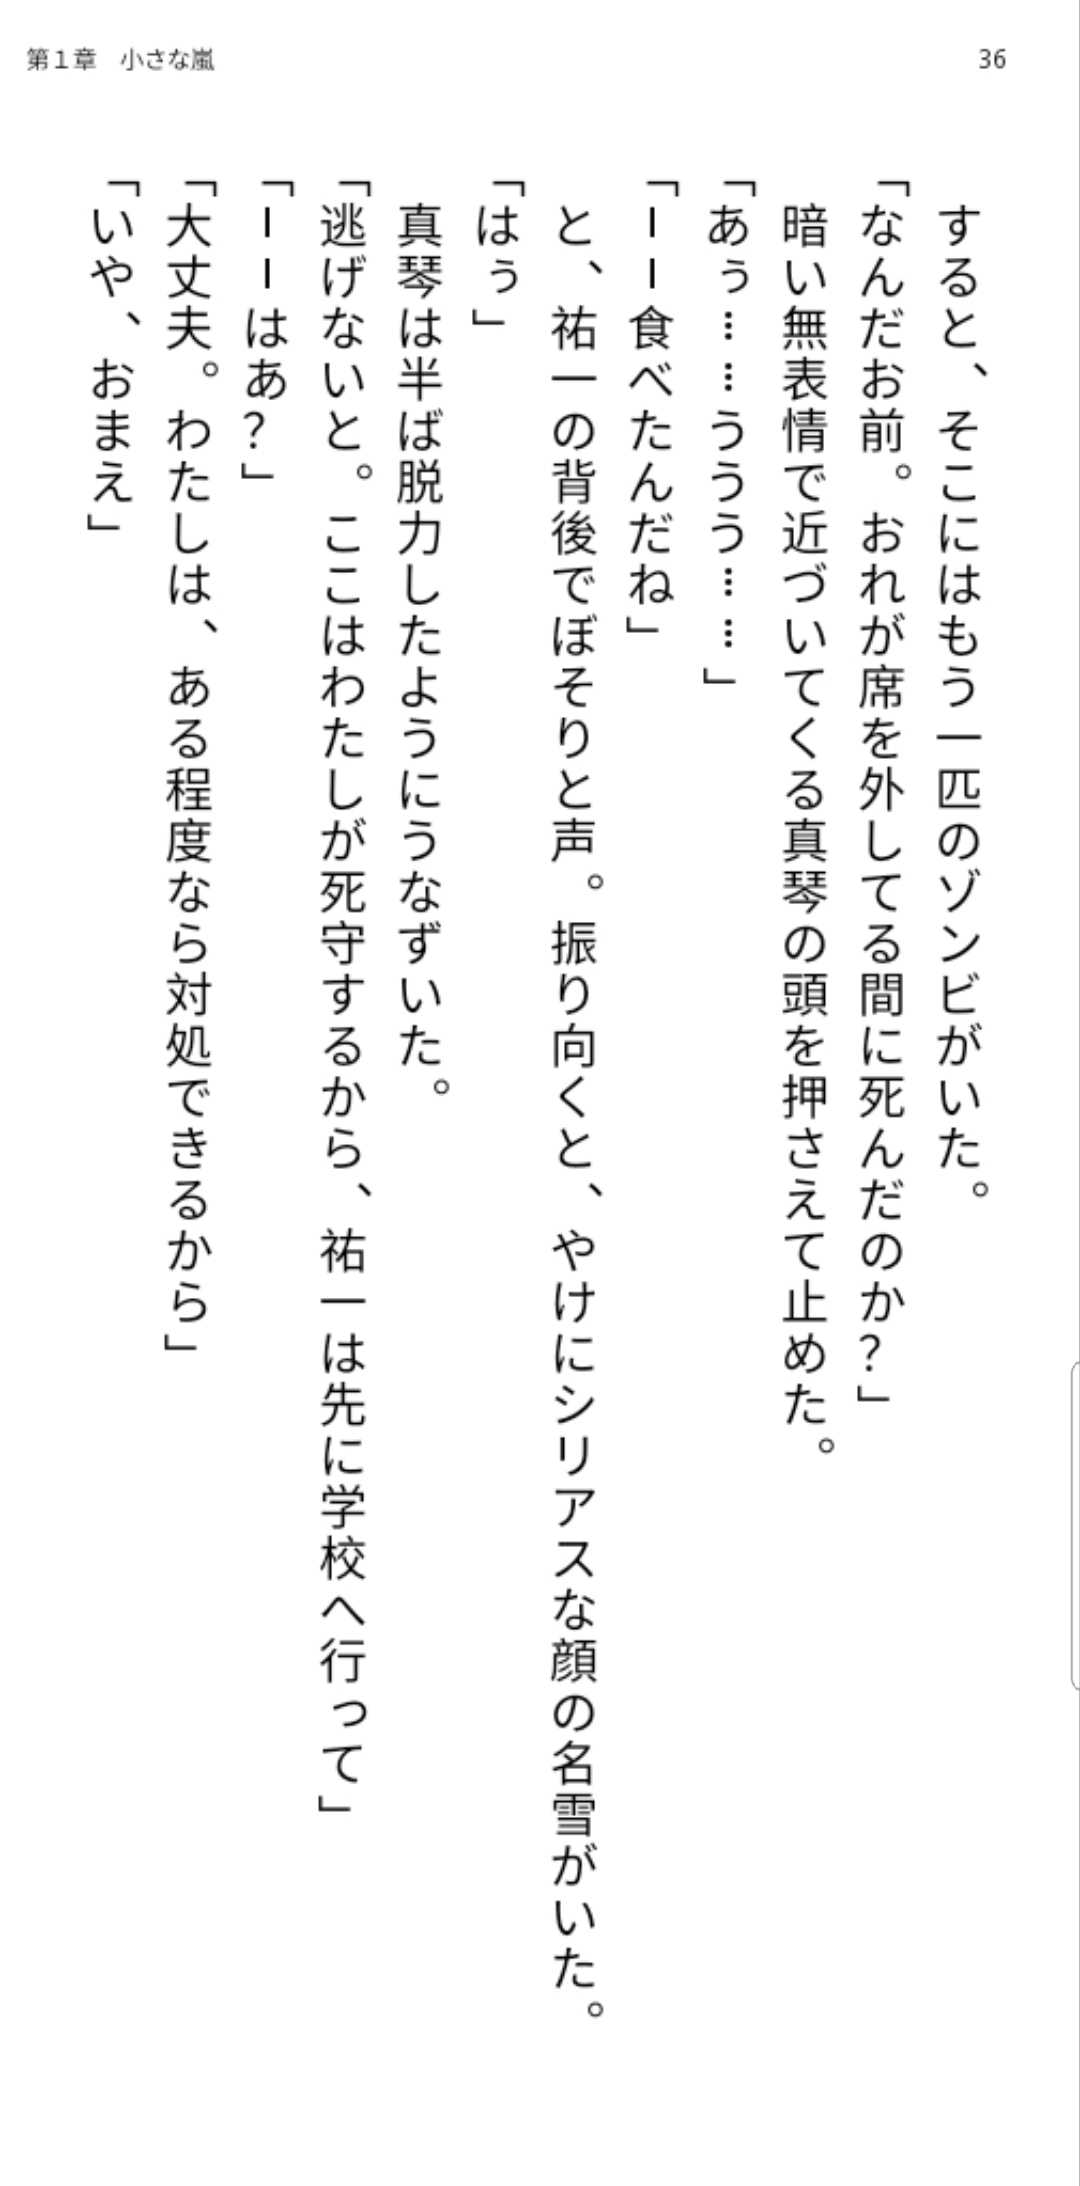 第１章　小さな嵐
36
　すると、そこにはもう一匹のゾンビがいた。
「なんだお前。おれが席を外してる間に死んだのか？」
　暗い無表情で近づいてくる真琴の頭を押さえて止めた。
「あぅ……ううう……」
「――食べたんだね」
　と、祐一の背後でぼそりと声。振り向くと、やけにシリアスな顔の名雪がいた。
「はぅ」
　真琴は半ば脱力したようにうなずいた。
「逃げないと。ここはわたしが死守するから、祐一は先に学校へ行って」
「――はあ？」
「大丈夫。わたしは、ある程度なら対処できるから」
「いや、おまえ」